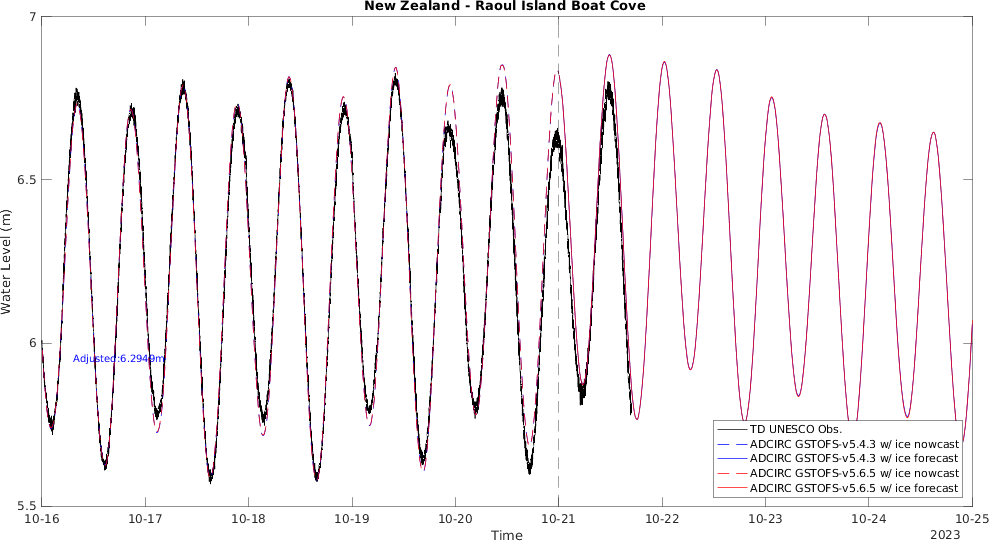 New Zealand - Raoul Island Boat Cove
7
6.5
6
5.5
Water Level (m)
Adjusted:6.2949m
TD UNESCO Obs.
ADCIRC GSTOFS-v5.4.3 w/ ice nowcast
ADCIRC GSTOFS-v5.4.3 w/ ice forecast
ADCIRC GSTOFS-v5.6.5 w/ ice nowcast
ADCIRC GSTOFS-v5.6.5 w/ ice forecast
10-16 10-17 10-18 10-19 10-20 10-21 10-22 10-23 10-24 10-25
Time
2023